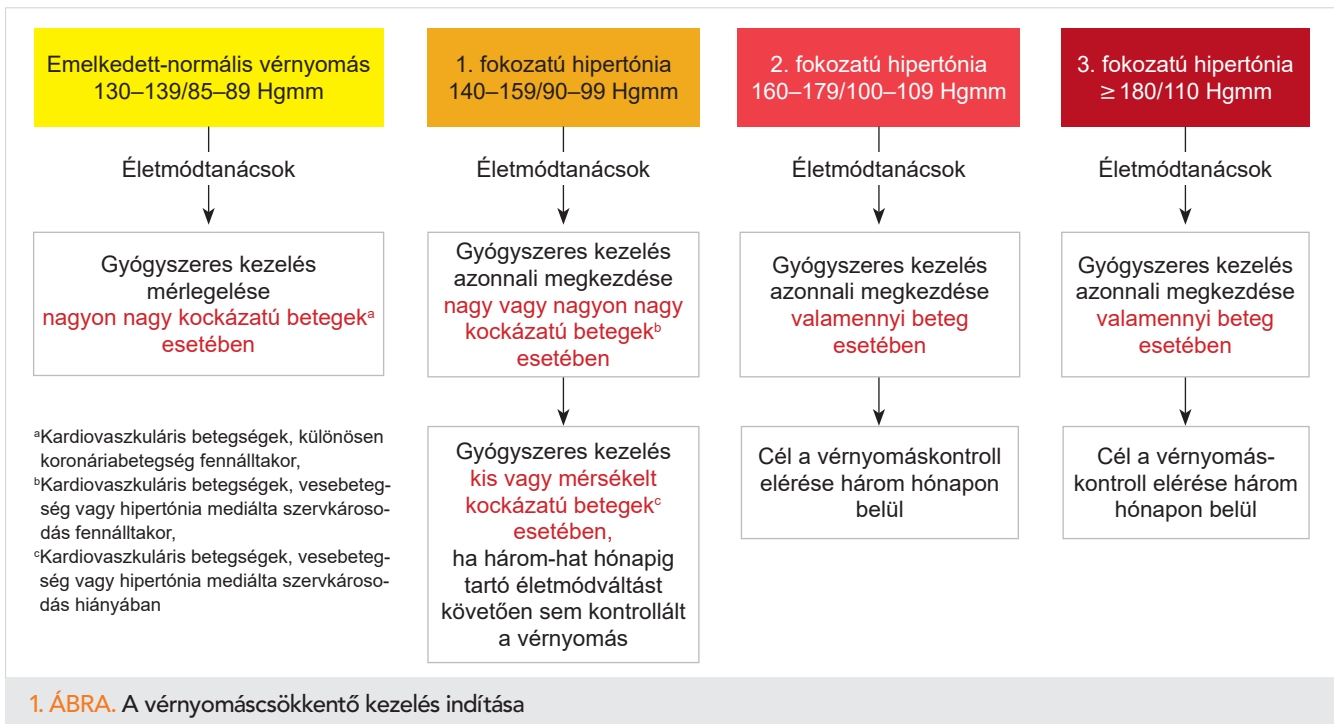 Emelkedett-normális vérnyomás
130–139/85–89 Hgmm
Életmódtanácsok
Gyógyszeres kezelés
mérlegelése
nagyon nagy kockázatú betegekᵃ
esetében
ᵃKardiovaszkuláris betegségek, különösen
koronáriabetegség fennálltakor,
ᵇKardiovaszkuláris betegségek, vesebeteg-
ség vagy hipertónia mediálta szervkároso-
dás fennálltakor,
ᶜKardiovaszkuláris betegségek, vesebeteg-
ség vagy hipertónia mediálta szervkároso-
dás hiányában
1. fokozatú hipertónia
140–159/90–99 Hgmm
Életmódtanácsok
Gyógyszeres kezelés
azonnali megkezdése
nagy vagy nagyon nagy
kockázatú betegekᵇ
esetében
Gyógyszeres kezelés
kis vagy mérsékelt
kockázatú betegekᶜ
esetében,
ha három-hat hónapig
tartó életmódváltást
követően sem kontrollált
a vérnyomás
2. fokozatú hipertónia
160–179/100–109 Hgmm
Életmódtanácsok
Gyógyszeres kezelés
azonnali megkezdése
valamennyi beteg
esetében
Cél a vérnyomáskontroll
elérése három hónapon
belül
3. fokozatú hipertónia
≥ 180/110 Hgmm
Életmódtanácsok
Gyógyszeres kezelés
azonnali megkezdése
valamennyi beteg
esetében
Cél a vérnyomás-
kontroll elérése három
hónapon belül
1. ÁBRA. A vérnyomáscsökkentő kezelés indítása